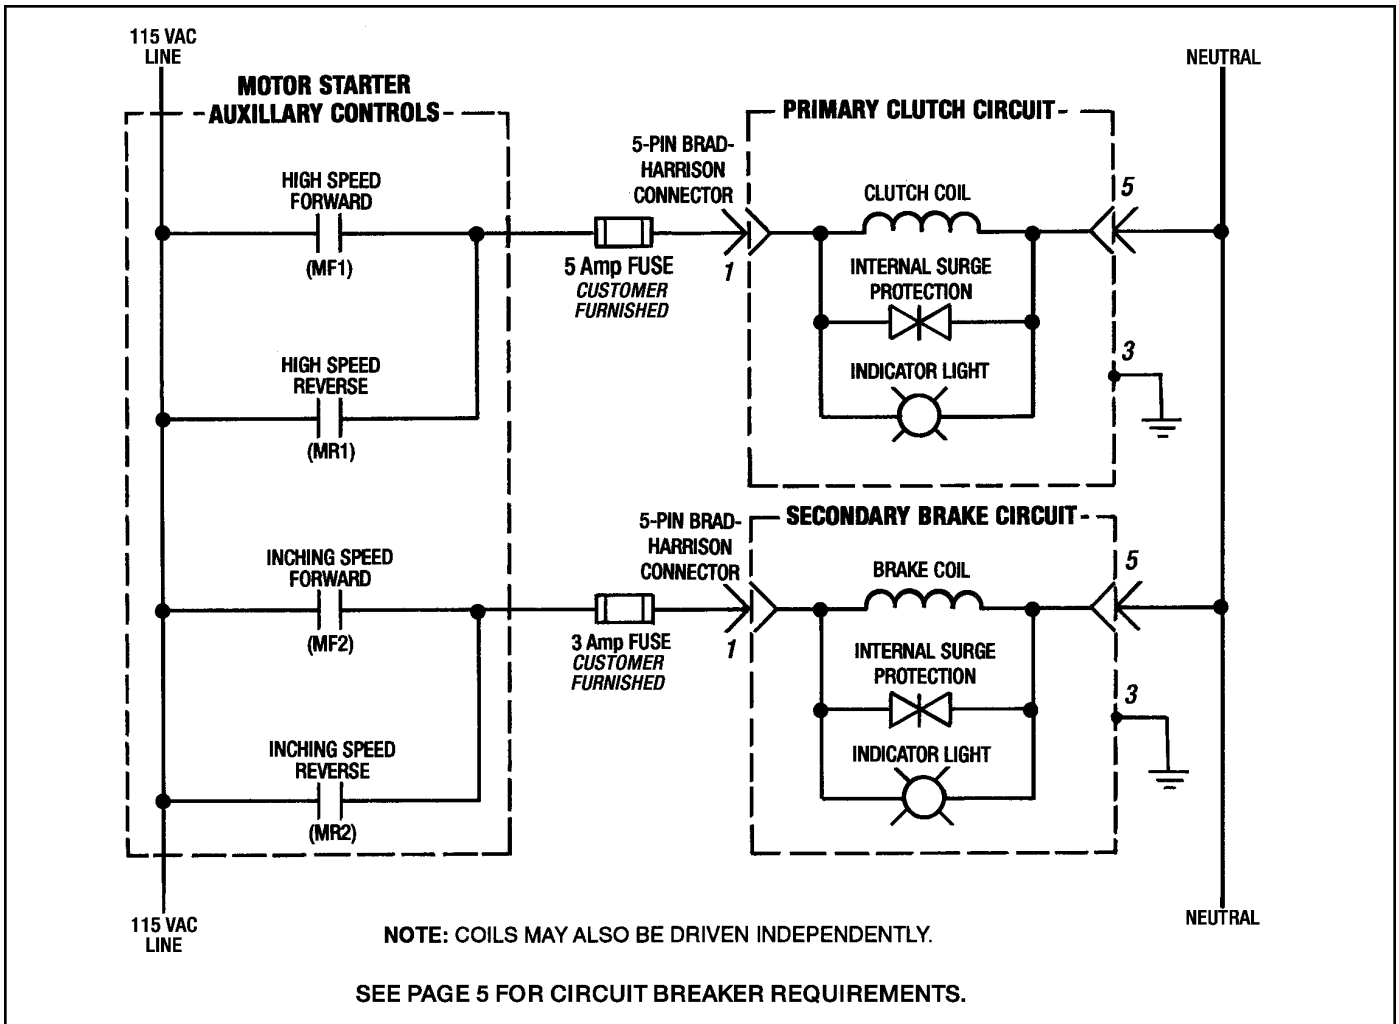 115 VAC
LINE
NEUTRAL
MOTOR STARTER
AUXILLARY CONTROLS
HIGH SPEED
FORWARD
(MF1)
HIGH SPEED
REVERSE
(MR1)
INCHING SPEED
FORWARD
(MF2)
INCHING SPEED
REVERSE
(MR2)
5 Amp FUSE
CUSTOMER
FURNISHED
5-PIN BRAD-
HARRISON
CONNECTOR
1
PRIMARY CLUTCH CIRCUIT
CLUTCH COIL
INTERNAL SURGE
PROTECTION
INDICATOR LIGHT
5
3
3 Amp FUSE
CUSTOMER
FURNISHED
5-PIN BRAD-
HARRISON
CONNECTOR
1
SECONDARY BRAKE CIRCUIT
BRAKE COIL
INTERNAL SURGE
PROTECTION
INDICATOR LIGHT
5
3
115 VAC
LINE
NEUTRAL
NOTE: COILS MAY ALSO BE DRIVEN INDEPENDENTLY.
SEE PAGE 5 FOR CIRCUIT BREAKER REQUIREMENTS.